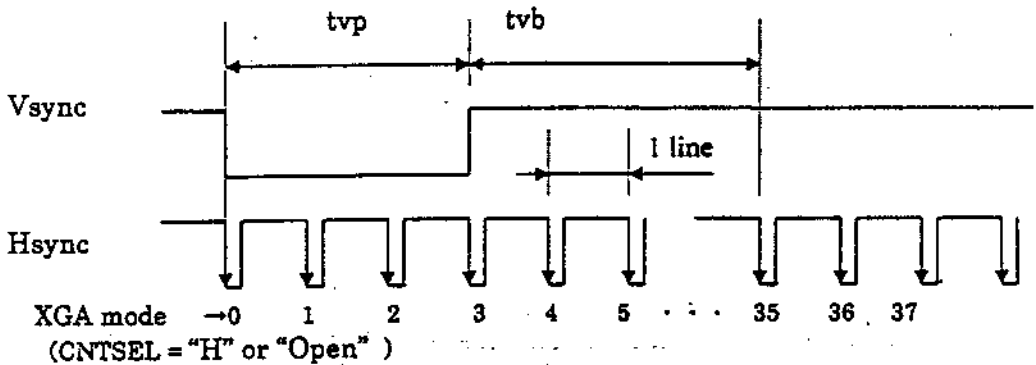 tvp tvb
Vsync
1 line
Hsync
XGA mode →0 1 2 3 4 5 · · · 35 36 37
(CNTSEL = “H” or “Open” )